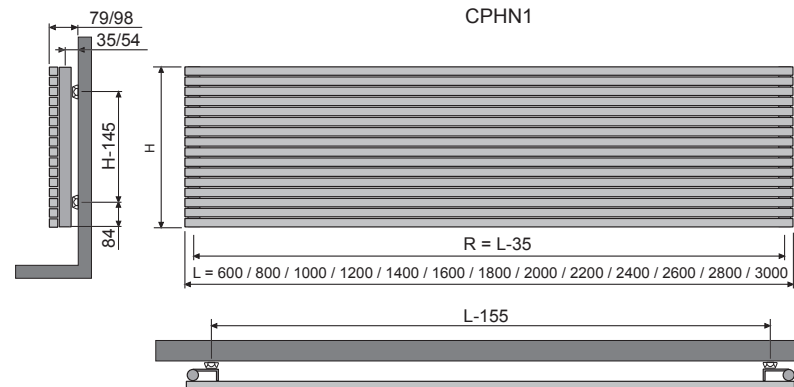 CPHN1
79/98
35/54
H-145
84
H
R = L-35
L = 600 / 800 / 1000 / 1200 / 1400 / 1600 / 1800 / 2000 / 2200 / 2400 / 2600 / 2800 / 3000
L-155